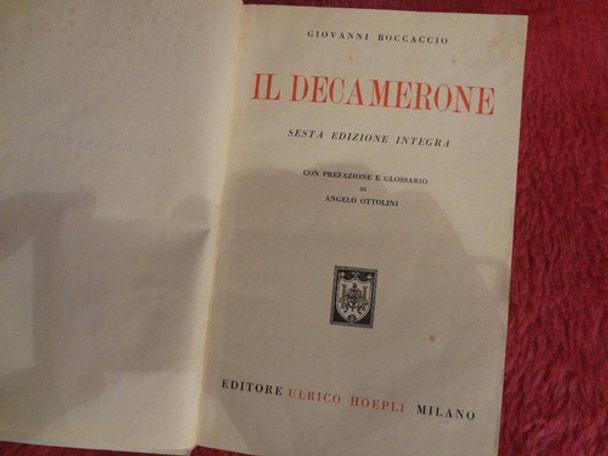 GIOVANNI BOCCACCIO
IL DECAMERONE
SESTA EDIZIONE INTEGRA
CON PREFAZIONE E GLOSSARIO
DI
ANGELO OTTOLINI
EDITORE ULRICO HOEPLI MILANO